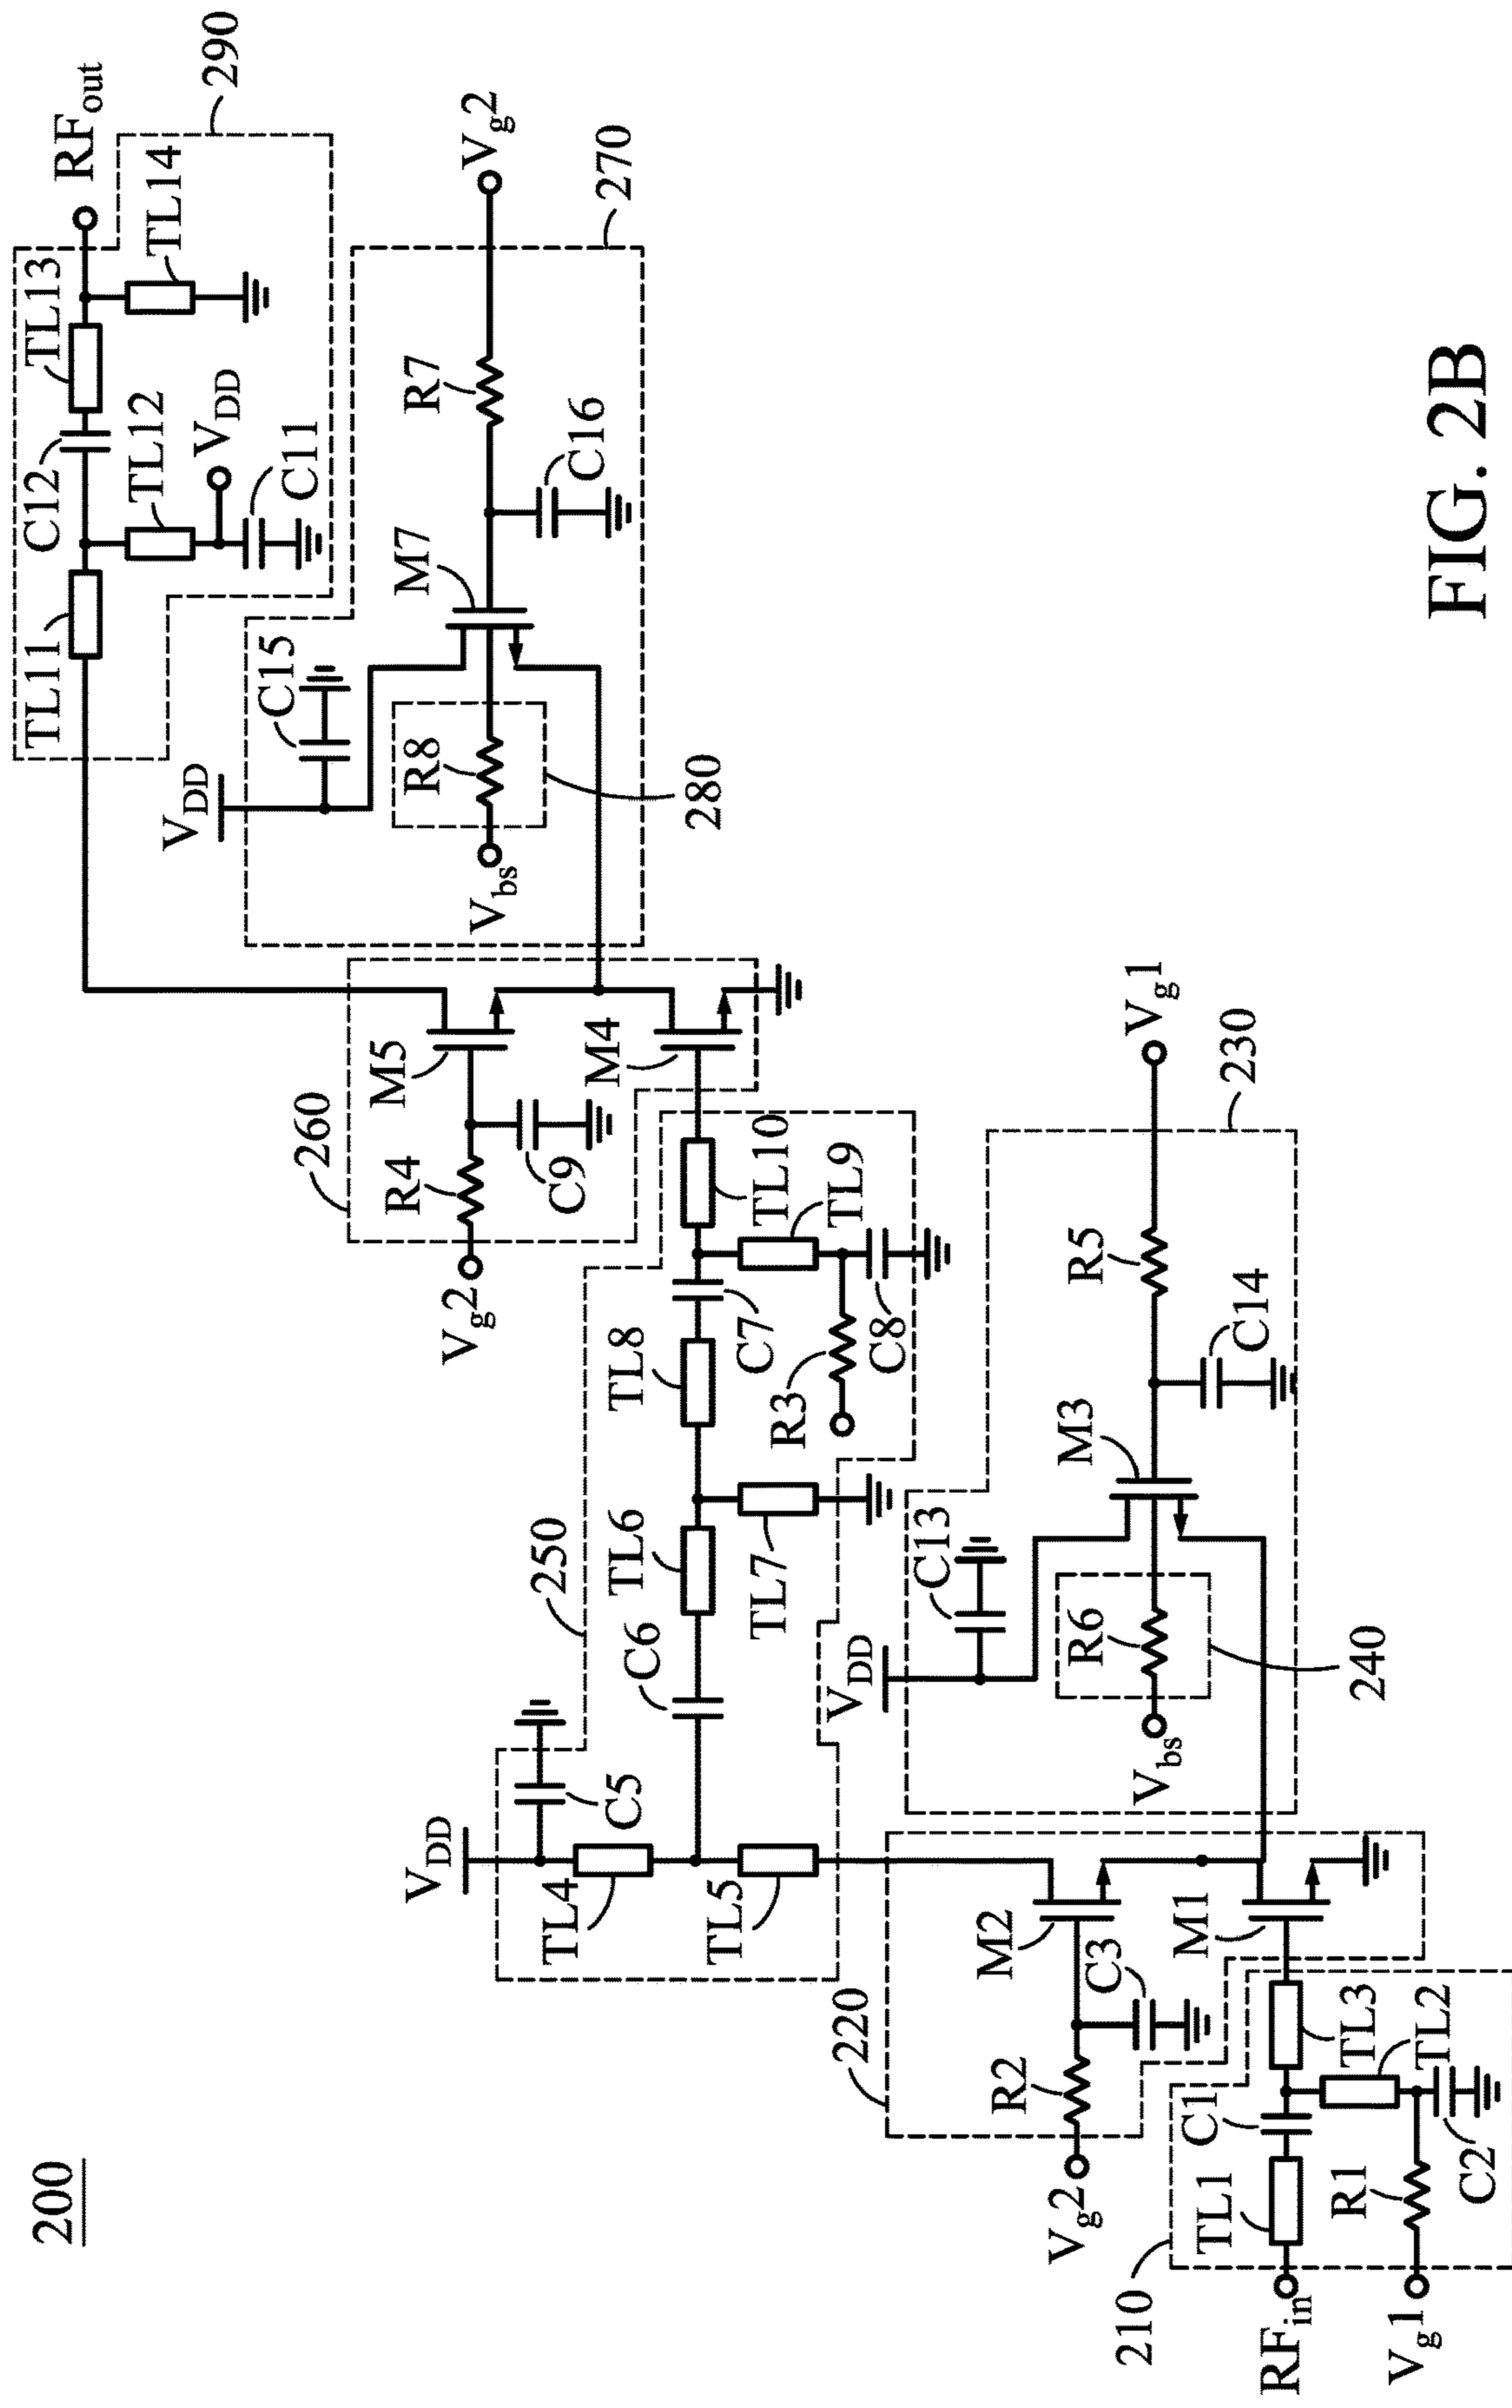 200
RFout
290
TL11
C12
TL13
TL12
TL14
VDD
C11
VDD
C15
M7
R7
Vg2
R8
Vbs
C16
270
280
260
M5
R4
C9
Vg2
M4
250
VDD
C5
TL4
TL5
C6
TL6
TL7
TL8
C7
TL10
TL9
R3
C8
VDD
C13
M3
R5
Vg1
R6
Vbs
C14
230
240
220
M2
R2
C3
Vg2
M1
210
TL1
C1
TL3
TL2
R1
C2
RFin
Vg1
FIG. 2B